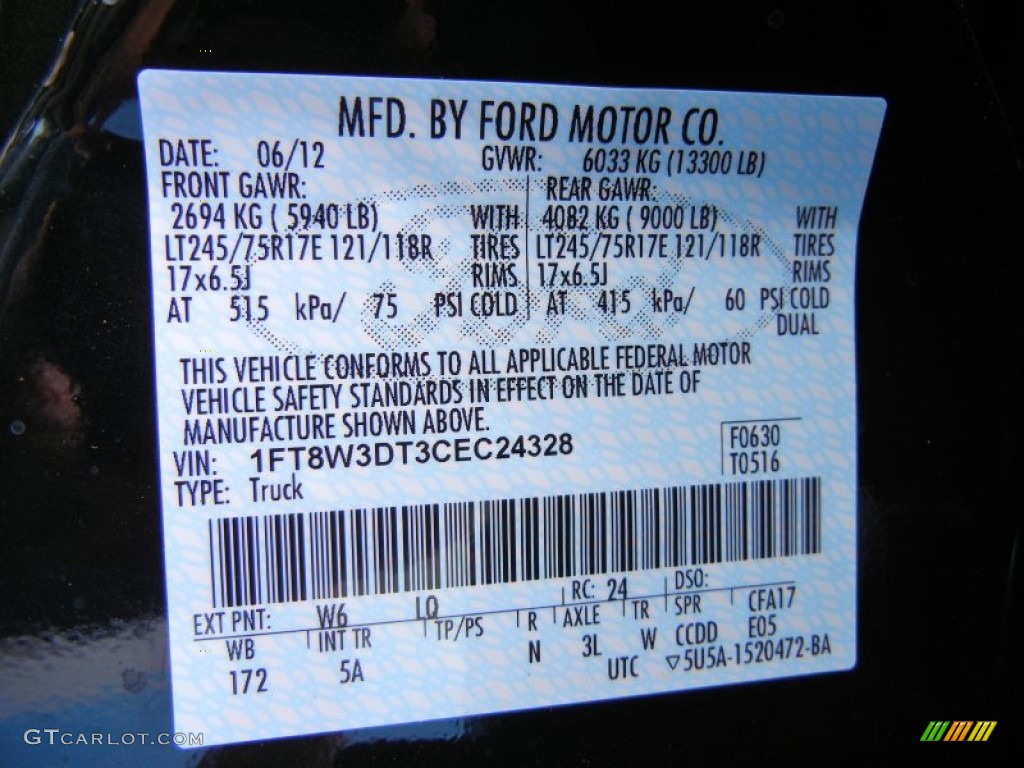 MFD. BY FORD MOTOR CO.
DATE: 06/12 GVWR: 6033 KG (13300 LB)
FRONT GAWR: REAR GAWR:
2694 KG ( 5940 LB) WITH 4082 KG ( 9000 LB) WITH
LT245/75R17E 121/118R TIRES LT245/75R17E 121/118R TIRES
17x6.5J RIMS 17x6.5J RIMS
AT 515 kPa/ 75 PSI COLD AT 415 kPa/ 60 PSI COLD
DUAL
THIS VEHICLE CONFORMS TO ALL APPLICABLE FEDERAL MOTOR
VEHICLE SAFETY STANDARDS IN EFFECT ON THE DATE OF
MANUFACTURE SHOWN ABOVE.
VIN: 1FT8W3DT3CEC24328 F0630
TYPE: Truck T0516
EXT PNT: W6 LQ RC: 24 DSO:
WB INT TR TP/PS R AXLE TR SPR CFA17
172 5A N 3L W CCDD E05
UTC ▽5U5A-1520472-BA
GTCARLOT.COM